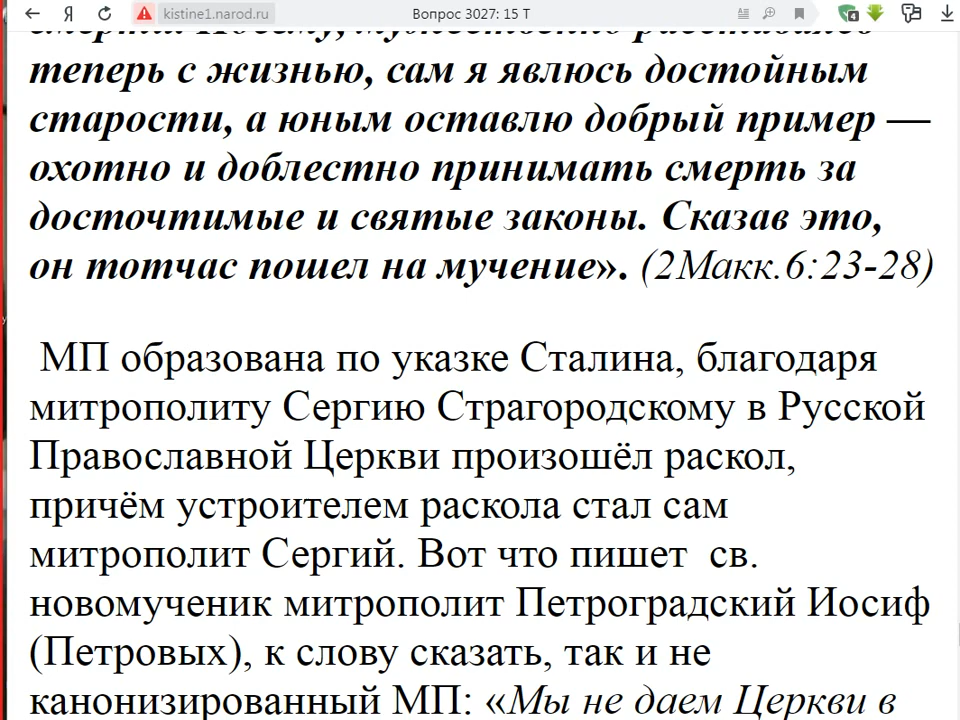 Я kistine1.narod.ru Вопрос 3027: 15 Т 4
теперь с жизнью, сам я явлюсь достойным
старости, а юным оставлю добрый пример —
охотно и доблестно принимать смерть за
досточтимые и святые законы. Сказав это,
он тотчас пошел на мучение». (2Макк.6:23-28)
МП образована по указке Сталина, благодаря
митрополиту Сергию Страгородскому в Русской
Православной Церкви произошёл раскол,
причём устроителем раскола стал сам
митрополит Сергий. Вот что пишет св.
новомученик митрополит Петроградский Иосиф
(Петровых), к слову сказать, так и не
канонизированный МП: «Мы не даем Церкви в